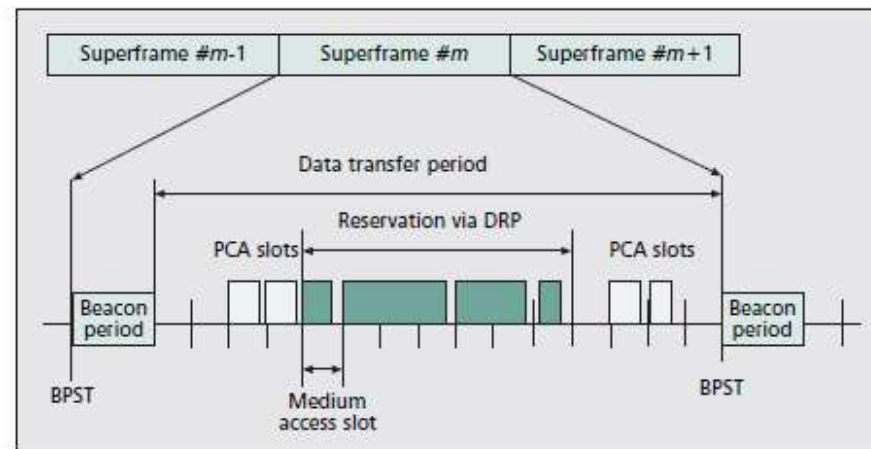 Superframe #m-1
Superframe #m
Superframe #m+1
Data transfer period
Reservation via DRP
PCA slots
PCA slots
Beacon
period
Beacon
period
BPST
BPST
Medium
access slot